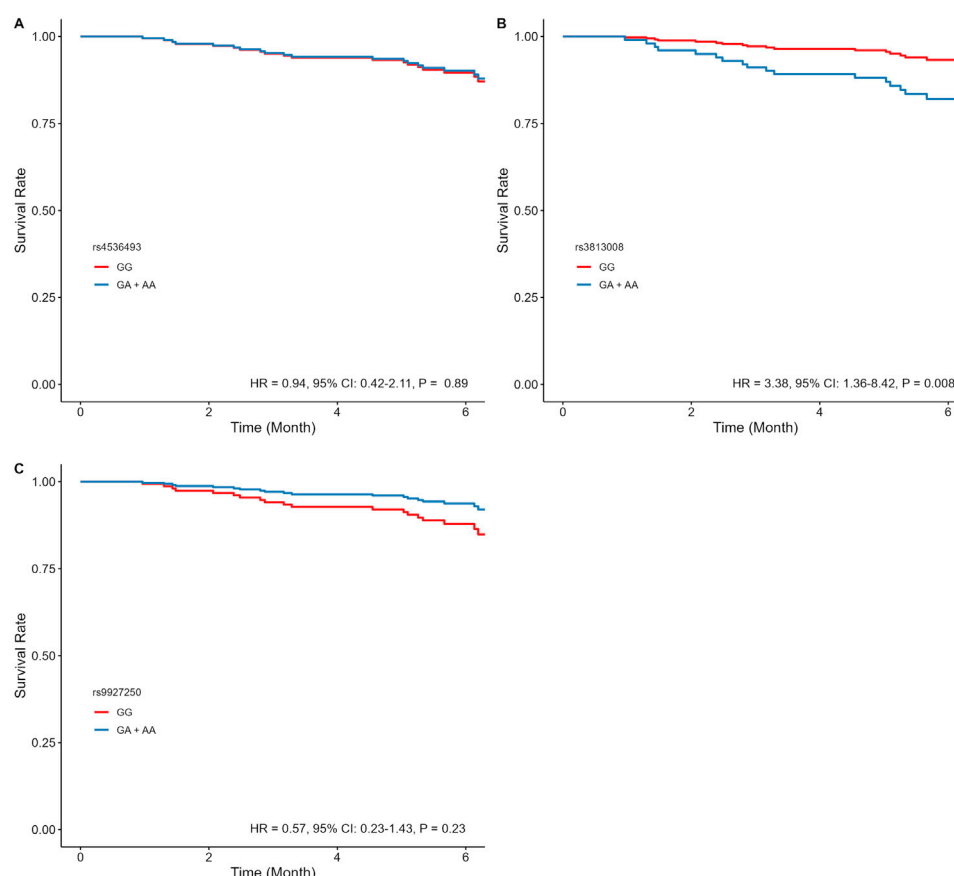 A
1.00
0.75
0.50
0.25
0.00
Survival Rate
rs4536493
GG
GA + AA
HR = 0.94, 95% CI: 0.42-2.11, P = 0.89
0 2 4 6
Time (Month)
B
1.00
0.75
0.50
0.25
0.00
Survival Rate
rs3813008
GG
GA + AA
HR = 3.38, 95% CI: 1.36-8.42, P = 0.008
0 2 4 6
Time (Month)
C
1.00
0.75
0.50
0.25
0.00
Survival Rate
rs9927250
GG
GA + AA
HR = 0.57, 95% CI: 0.23-1.43, P = 0.23
0 2 4 6
Time (Month)